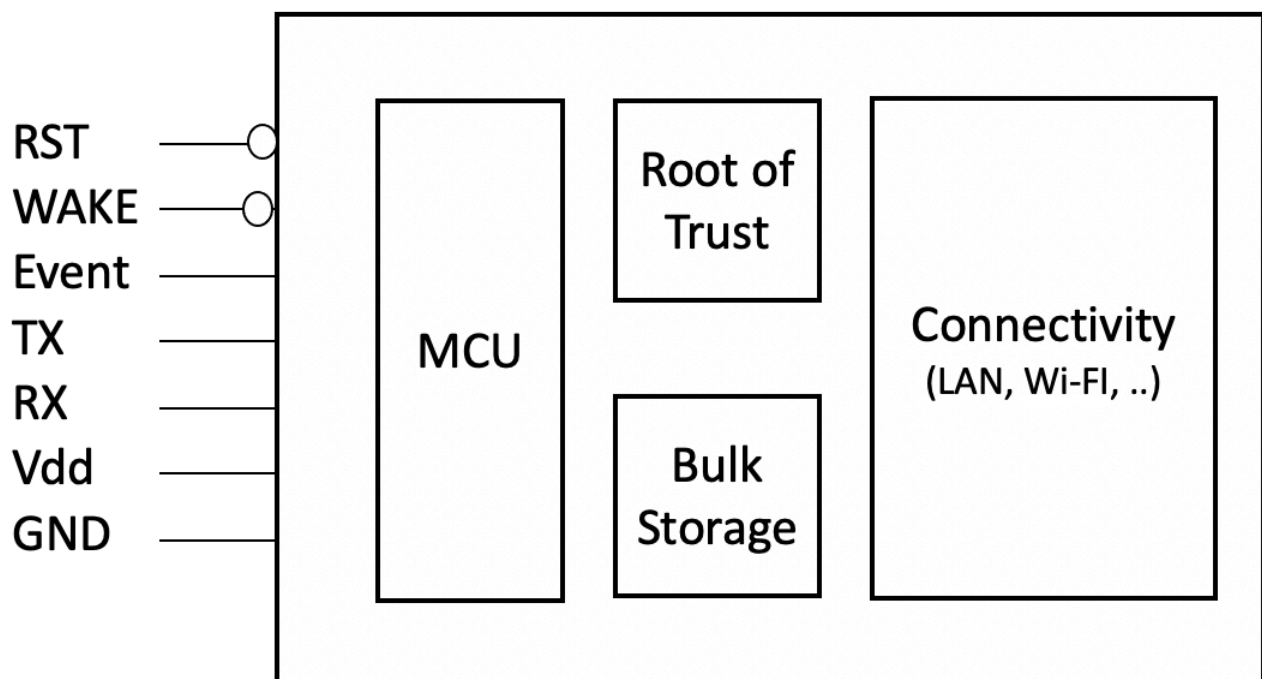 RST
WAKE
Event
TX
RX
Vdd
GND
MCU
Root of
Trust
Bulk
Storage
Connectivity
(LAN, Wi-FI, ..)